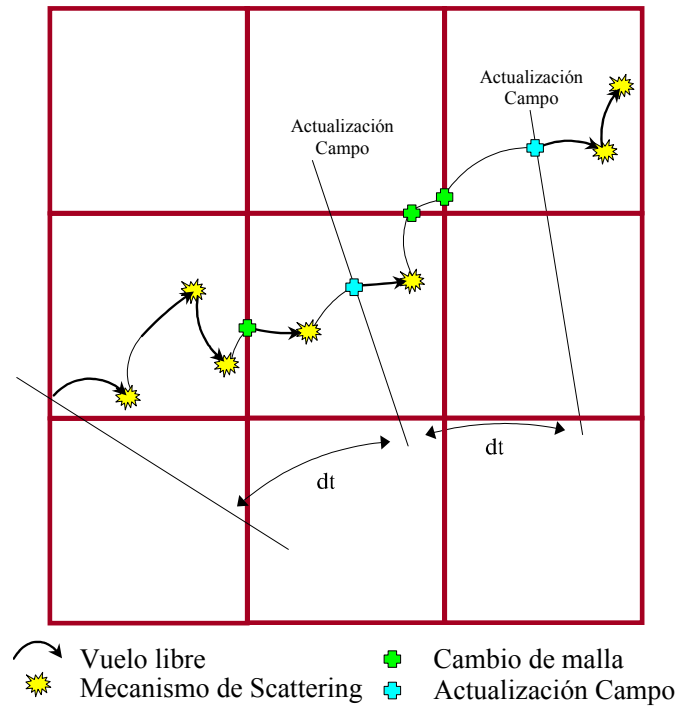 Actualización
Campo
Actualización
Campo
dt
dt
Vuelo libre
Mecanismo de Scattering
Cambio de malla
Actualización Campo